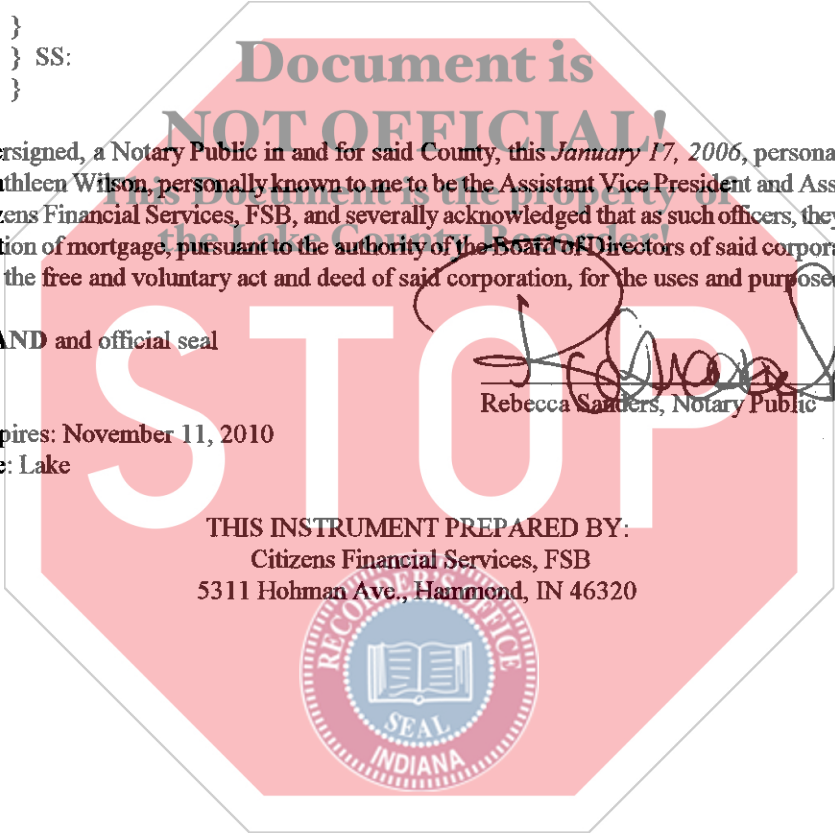 }
} SS:
}
Document is
NOT OFFICIAL!
ersigned, a Notary Public in and for said County, this January 17, 2006, persona
This Document is the property of
thleen Wilson, personally known to me to be the Assistant Vice President and Ass
zens Financial Services, FSB, and severally acknowledged that as such officers, they
the Lake County Recorder!
tion of mortgage, pursuant to the authority of the Board of Directors of said corpora
the free and voluntary act and deed of said corporation, for the uses and purpose
AND and official seal
STOP
Rebecca Sanders, Notary Public
pires: November 11, 2010
e: Lake
THIS INSTRUMENT PREPARED BY:
Citizens Financial Services, FSB
5311 Hohman Ave., Hammond, IN 46320
RECORDER'S OFFICE
SEAL
INDIANA